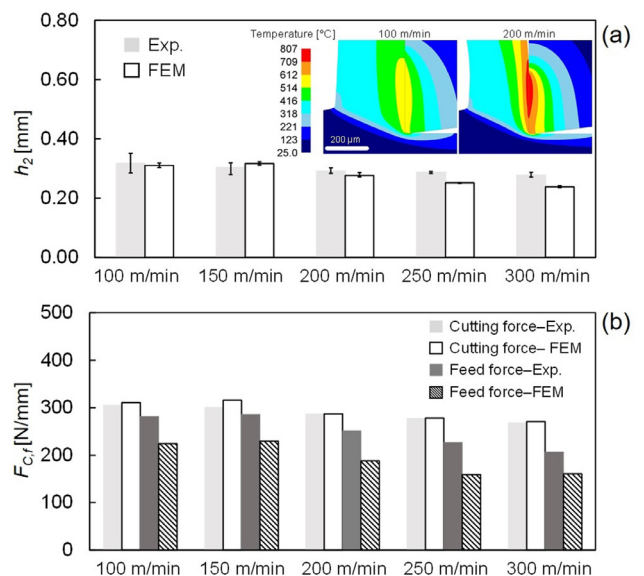 (a)
h2 [mm]
0.80
0.60
0.40
0.20
0.00
Exp.
FEM
Temperature [°C]
100 m/min
200 m/min
807
709
612
514
416
318
221
123
25.0
200 µm
100 m/min
150 m/min
200 m/min
250 m/min
300 m/min
(b)
FC,f [N/mm]
500
400
300
200
100
0
Cutting force–Exp.
Cutting force– FEM
Feed force–Exp.
Feed force–FEM
100 m/min
150 m/min
200 m/min
250 m/min
300 m/min